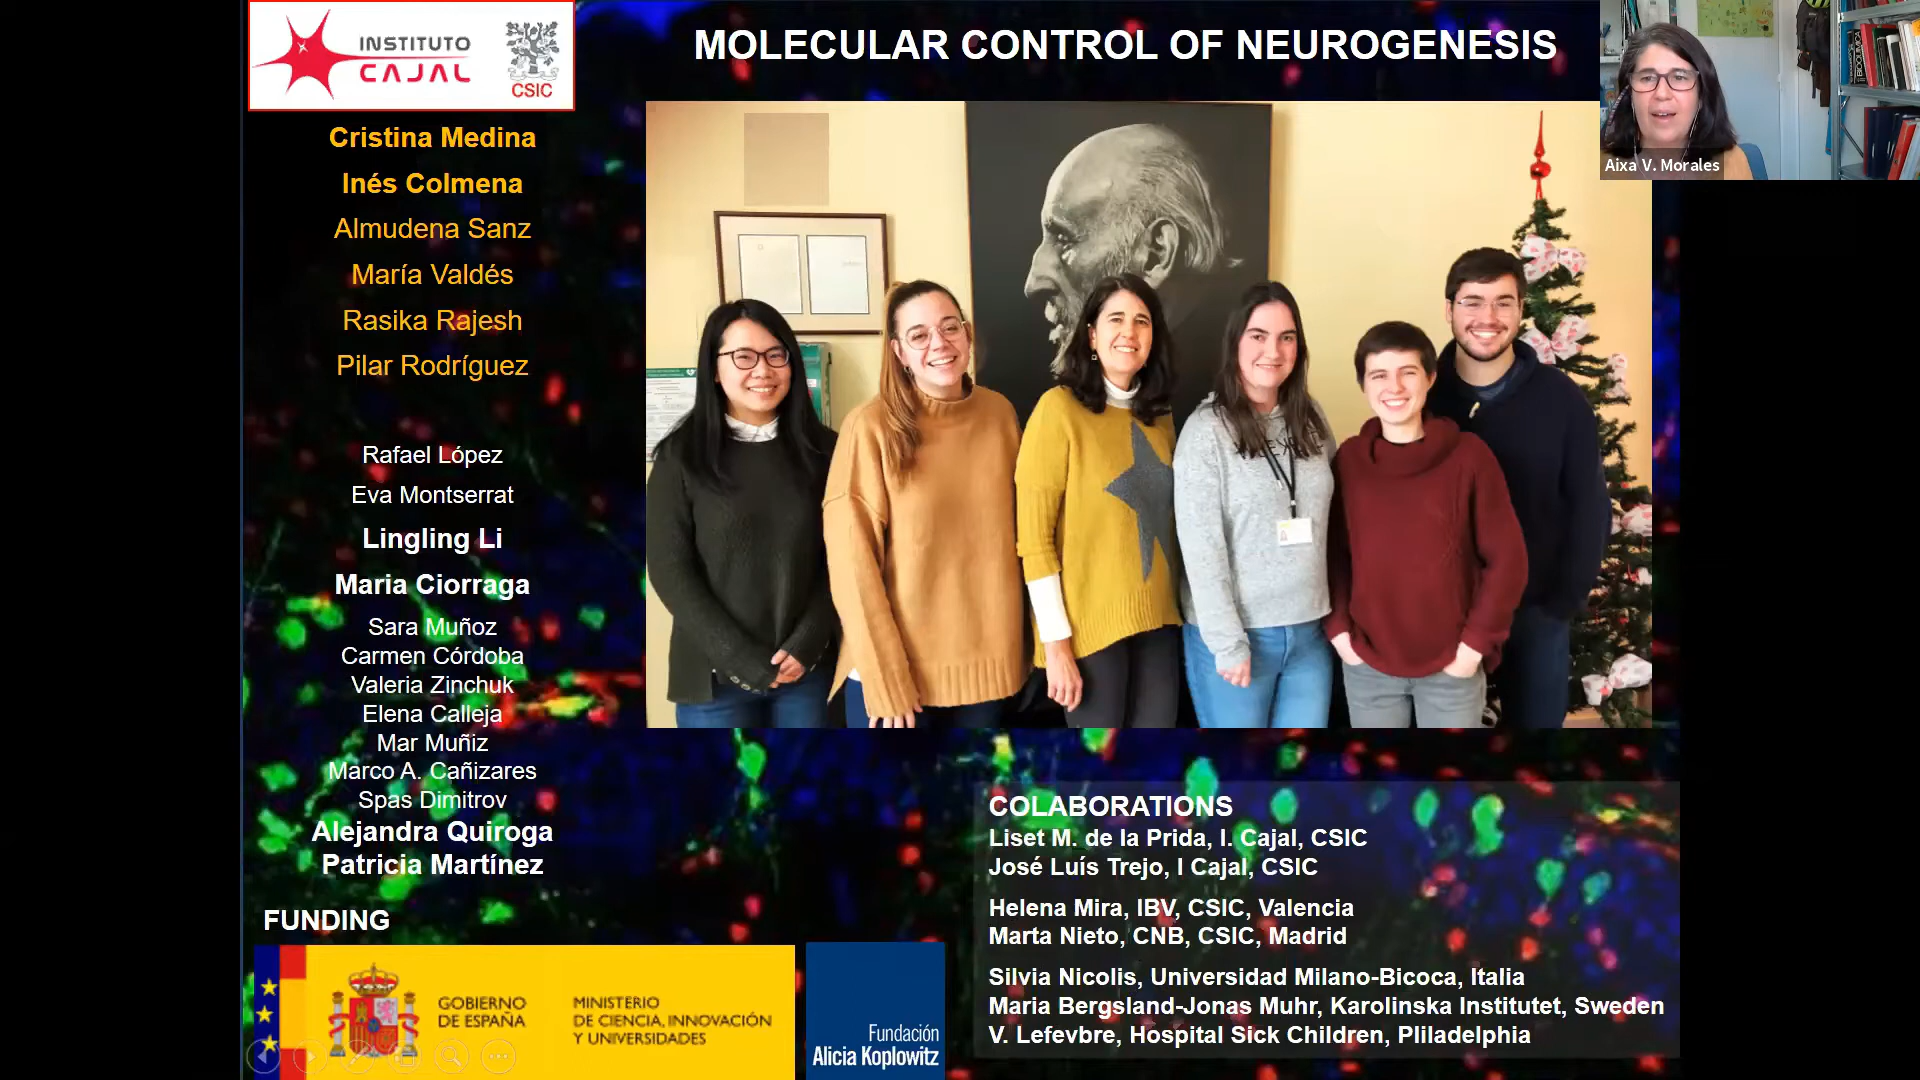 INSTITUTO
CAJAL
CSIC
MOLECULAR CONTROL OF NEUROGENESIS
Aixa V. Morales
Cristina Medina
Inés Colmena
Almudena Sanz
María Valdés
Rasika Rajesh
Pilar Rodríguez
Rafael López
Eva Montserrat
Lingling Li
Maria Ciorraga
Sara Muñoz
Carmen Córdoba
Valeria Zinchuk
Elena Calleja
Mar Muñiz
Marco A. Cañizares
Spas Dimitrov
Alejandra Quiroga
Patricia Martínez
FUNDING
GOBIERNO
DE ESPAÑA
MINISTERIO
DE CIENCIA, INNOVACIÓN
Y UNIVERSIDADES
Fundación
Alicia Koplowitz
COLABORATIONS
Liset M. de la Prida, I. Cajal, CSIC
José Luís Trejo, I Cajal, CSIC
Helena Mira, IBV, CSIC, Valencia
Marta Nieto, CNB, CSIC, Madrid
Silvia Nicolis, Universidad Milano-Bicoca, Italia
Maria Bergsland-Jonas Muhr, Karolinska Institutet, Sweden
V. Lefevbre, Hospital Sick Children, Pliladelphia